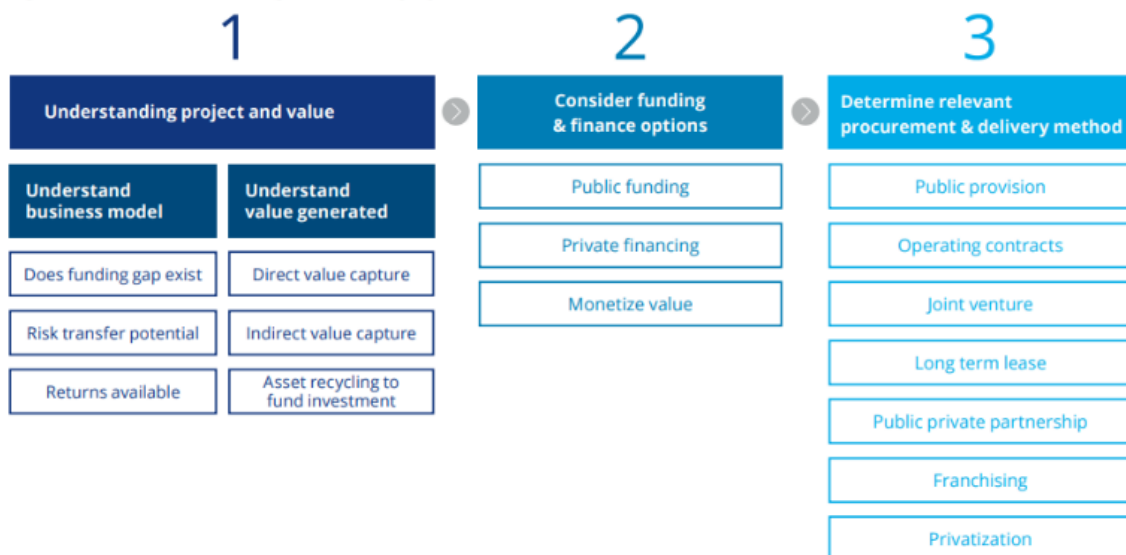 1
Understanding project and value
Understand
business model
Does funding gap exist
Risk transfer potential
Returns available
Understand
value generated
Direct value capture
Indirect value capture
Asset recycling to
fund investment
2
Consider funding
& finance options
Public funding
Private financing
Monetize value
3
Determine relevant
procurement & delivery method
Public provision
Operating contracts
Joint venture
Long term lease
Public private partnership
Franchising
Privatization